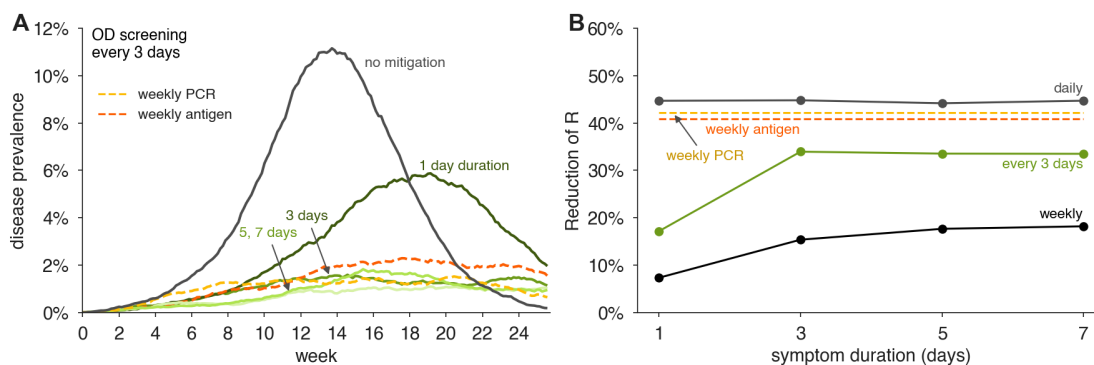 A
12%
10%
8%
6%
4%
2%
0%
disease prevalence
OD screening
every 3 days
weekly PCR
weekly antigen
no mitigation
1 day duration
3 days
5, 7 days
0 2 4 6 8 10 12 14 16 18 20 22 24
week
B
60%
50%
40%
30%
20%
10%
0%
Reduction of R
daily
weekly antigen
weekly PCR
every 3 days
weekly
1 3 5 7
symptom duration (days)